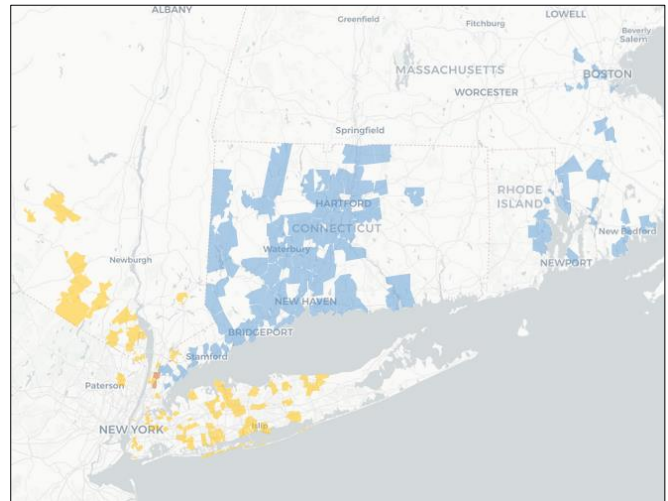 ALBANY
Greenfield
Fitchburg
LOWELL
Beverly
Salem
BOSTON
MASSACHUSETTS
WORCESTER
Springfield
HARTFORD
CONNECTICUT
RHODE
ISLAND
Waterbury
New Bedford
Newburgh
NEWPORT
NEW HAVEN
BRIDGEPORT
Stamford
Paterson
NEW YORK
Islip